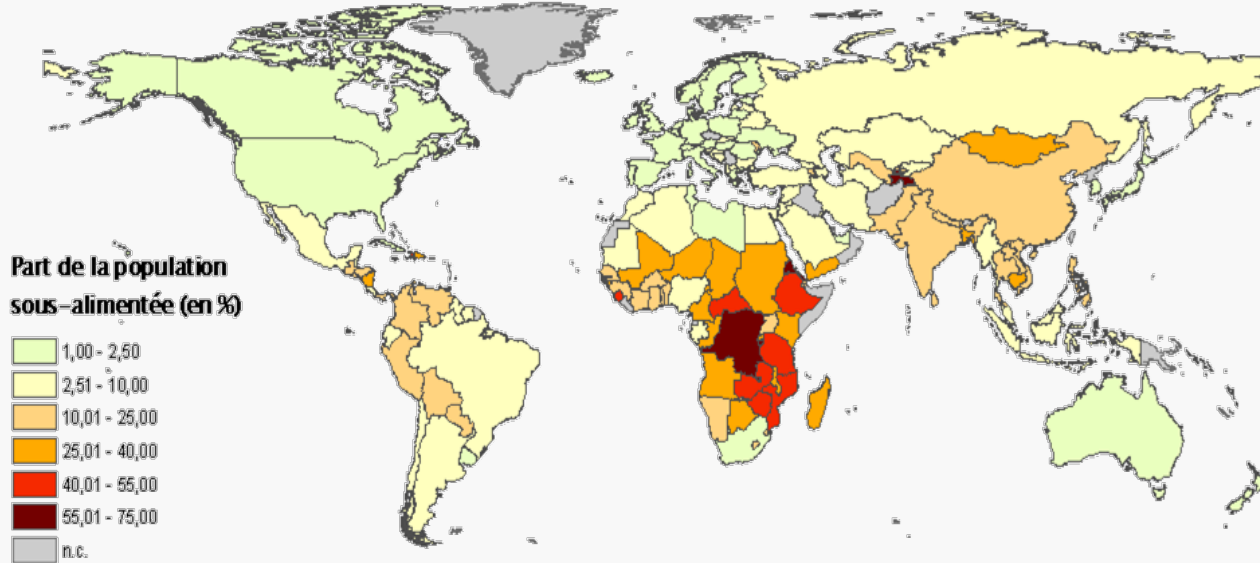 Part de la population
sous-alimentée (en %)
1,00 - 2,50
2,51 - 10,00
10,01 - 25,00
25,01 - 40,00
40,01 - 55,00
55,01 - 75,00
n.c.